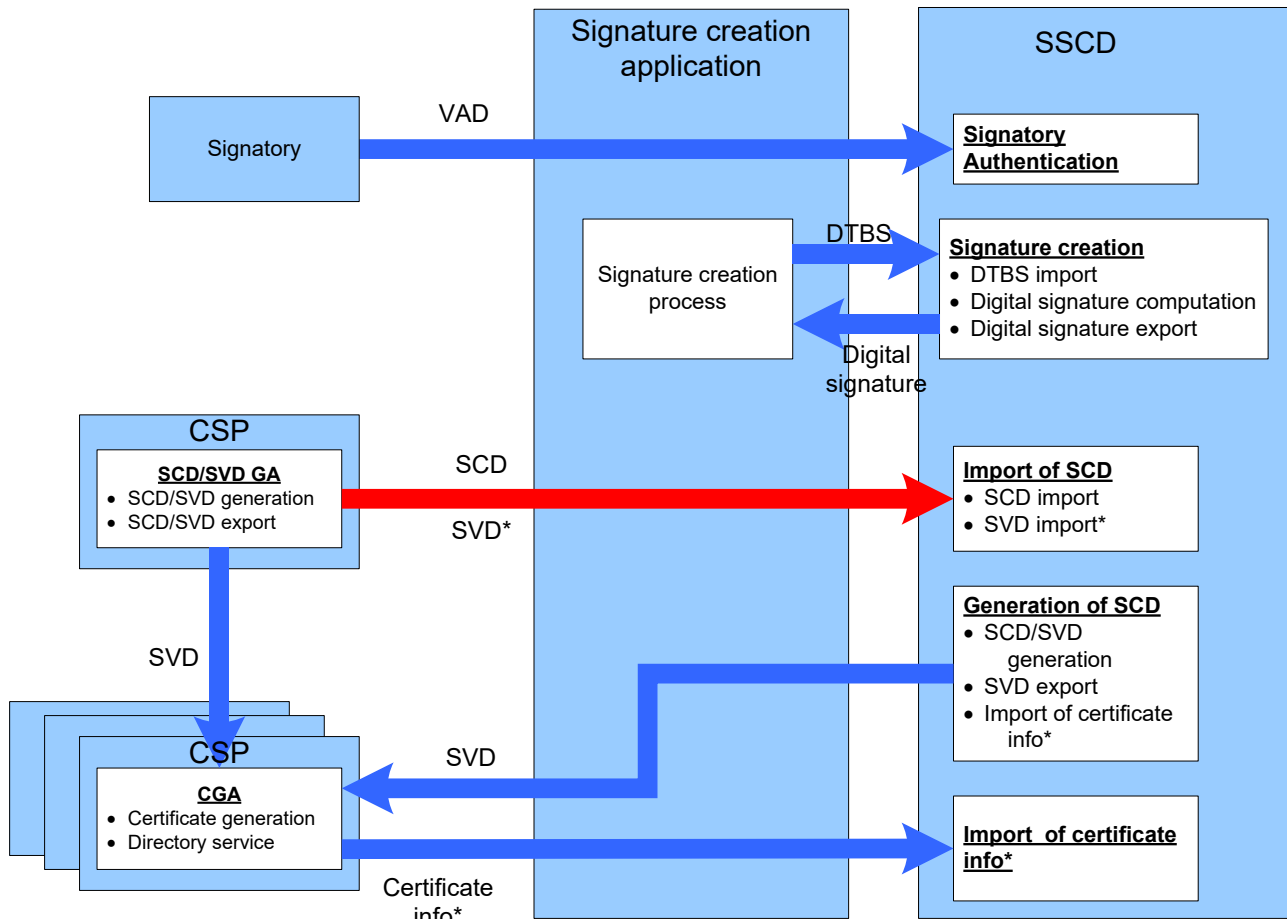 Signature creation
application
SSCD
VAD
Signatory
Signatory
Authentication
DTBS
Signature creation
process
Signature creation
• DTBS import
• Digital signature computation
• Digital signature export
Digital
signature
CSP
SCD/SVD GA
• SCD/SVD generation
• SCD/SVD export
SCD
SVD*
Import of SCD
• SCD import
• SVD import*
Generation of SCD
• SCD/SVD
generation
• SVD export
• Import of certificate
info*
SVD
CSP
SVD
CGA
• Certificate generation
• Directory service
Import of certificate
info*
Certificate
info*